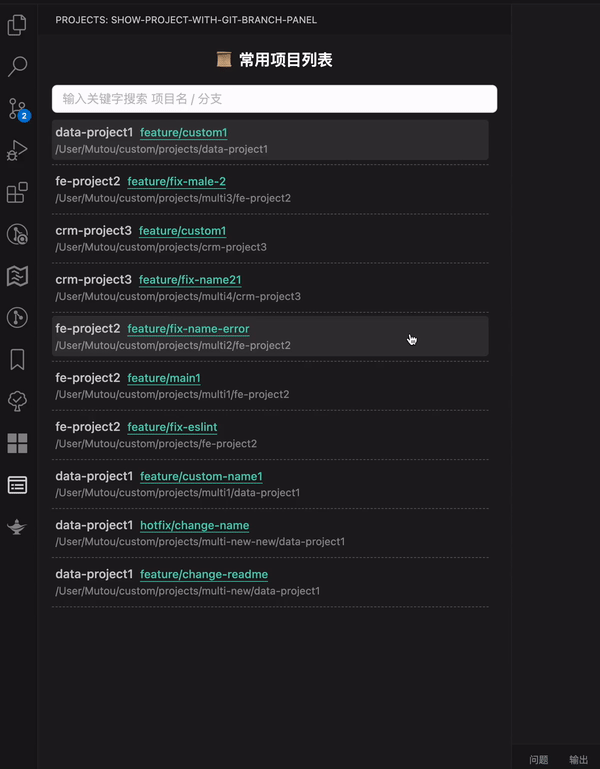 PROJECTS: SHOW-PROJECT-WITH-GIT-BRANCH-PANEL
常用项目列表
输入关键字搜索 项目名 / 分支
data-project1 feature/custom1
/User/Mutou/custom/projects/data-project1
fe-project2 feature/fix-male-2
/User/Mutou/custom/projects/multi3/fe-project2
crm-project3 feature/custom1
/User/Mutou/custom/projects/crm-project3
crm-project3 feature/fix-name21
/User/Mutou/custom/projects/multi4/crm-project3
fe-project2 feature/fix-name-error
/User/Mutou/custom/projects/multi2/fe-project2
fe-project2 feature/main1
/User/Mutou/custom/projects/multi1/fe-project2
fe-project2 feature/fix-eslint
/User/Mutou/custom/projects/fe-project2
data-project1 feature/custom-name1
/User/Mutou/custom/projects/multi1/data-project1
data-project1 hotfix/change-name
/User/Mutou/custom/projects/multi-new-new/data-project1
data-project1 feature/change-readme
/User/Mutou/custom/projects/multi-new/data-project1
2
问题 输出